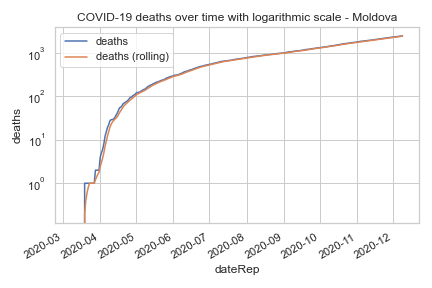 COVID-19 deaths over time with logarithmic scale - Moldova
deaths
deaths (rolling)
10³
10²
10¹
10⁰
deaths
2020-03
2020-04
2020-05
2020-06
2020-07
2020-08
2020-09
2020-10
2020-11
2020-12
dateRep